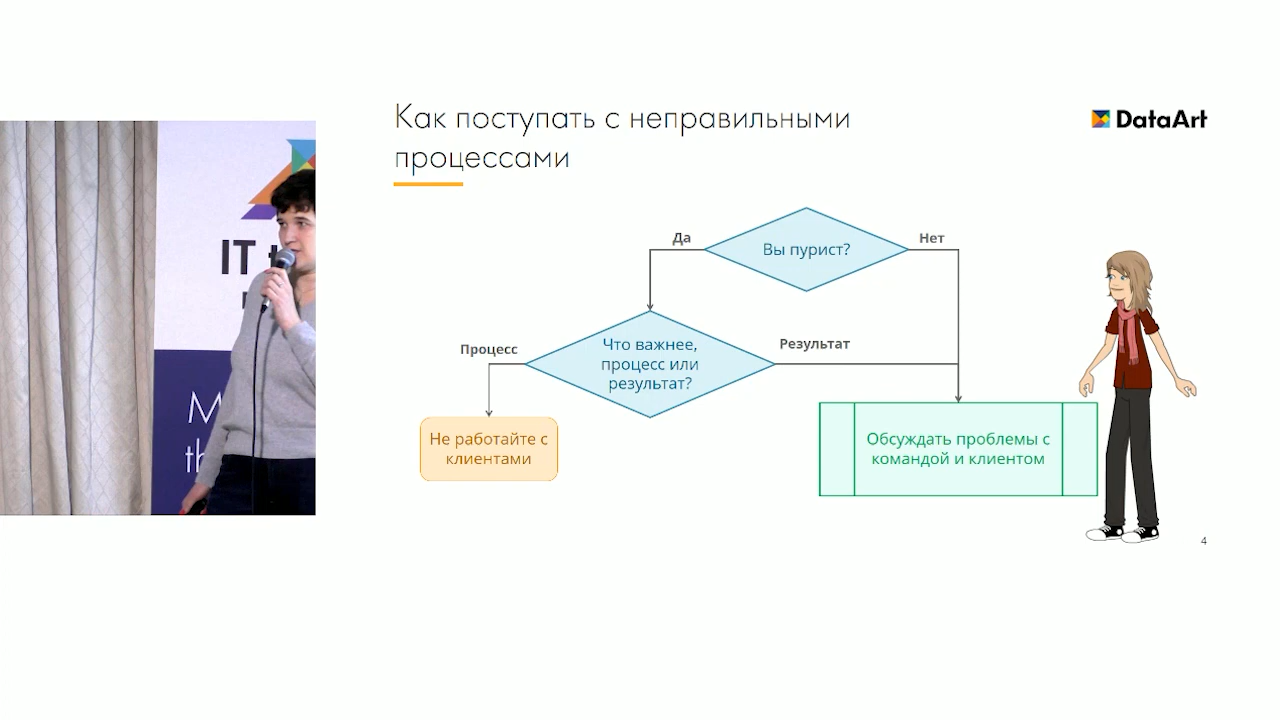 Как поступать с неправильными
процессами
DataArt
Вы пурист?
Да
Нет
Что важнее,
процесс или
результат?
Процесс
Результат
Не работайте с
клиентами
Обсуждать проблемы с
командой и клиентом
4
IT
M
th